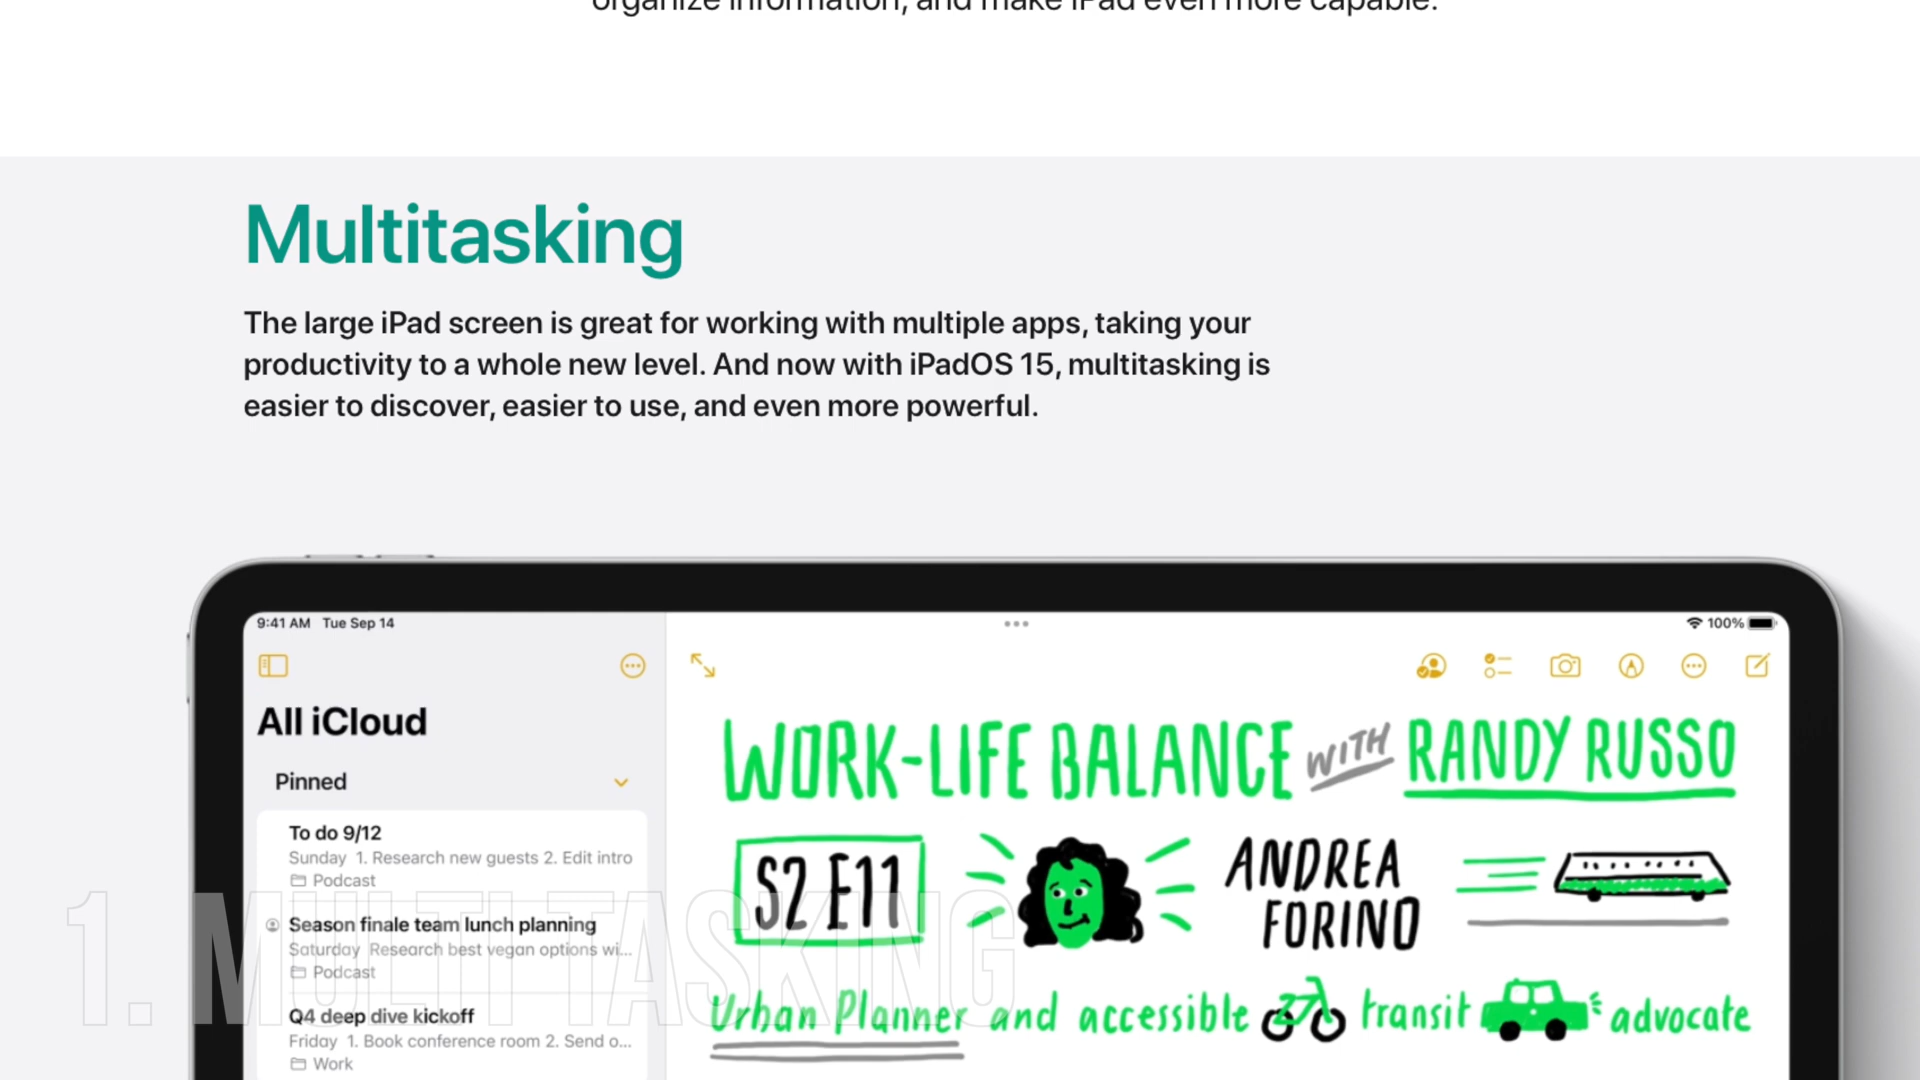 organize information, and make iPad even more capable.
Multitasking
The large iPad screen is great for working with multiple apps, taking your
productivity to a whole new level. And now with iPadOS 15, multitasking is
easier to discover, easier to use, and even more powerful.
9:41 AM Tue Sep 14
100%
All iCloud
Pinned
To do 9/12
Sunday 1. Research new guests 2. Edit intro
Podcast
Season finale team lunch planning
Saturday Research best vegan options wi...
Podcast
Q4 deep dive kickoff
Friday 1. Book conference room 2. Send o...
Work
WORK-LIFE BALANCE WITH RANDY RUSSO
S2 E11
ANDREA
FORINO
Urban Planner and accessible transit advocate
1. MULTITASKING